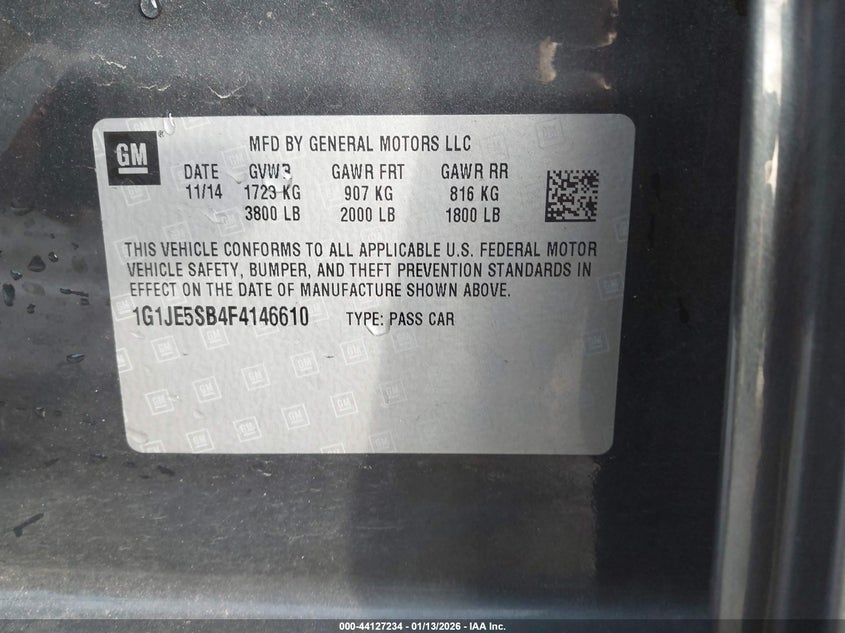 GM
MFD BY GENERAL MOTORS LLC
DATE GVWR GAWR FRT GAWR RR
11/14 1723 KG 907 KG 816 KG
3800 LB 2000 LB 1800 LB
THIS VEHICLE CONFORMS TO ALL APPLICABLE U.S. FEDERAL MOTOR
VEHICLE SAFETY, BUMPER, AND THEFT PREVENTION STANDARDS IN
EFFECT ON THE DATE OF MANUFACTURE SHOWN ABOVE.
1G1JE5SB4F4146610 TYPE: PASS CAR
000-44127234 - 01/13/2026 - IAA Inc.